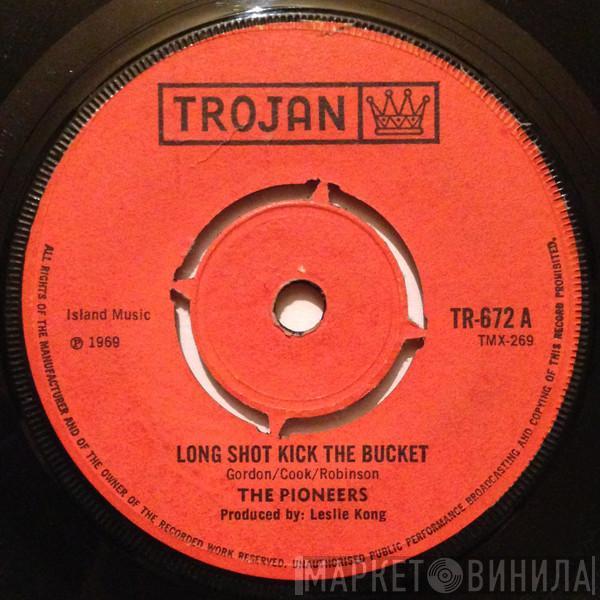 TROJAN
Island Music
℗ 1969
TR-672 A
TMX-269
LONG SHOT KICK THE BUCKET
Gordon/Cook/Robinson
THE PIONEERS
Produced by: Leslie Kong
ALL RIGHTS OF THE MANUFACTURER AND OF THE OWNER OF THE RECORDED WORK RESERVED. UNAUTHORISED PUBLIC PERFORMANCE BROADCASTING AND COPYING OF THIS RECORD PROHIBITED.
МАРКЕТ ВИНИЛА